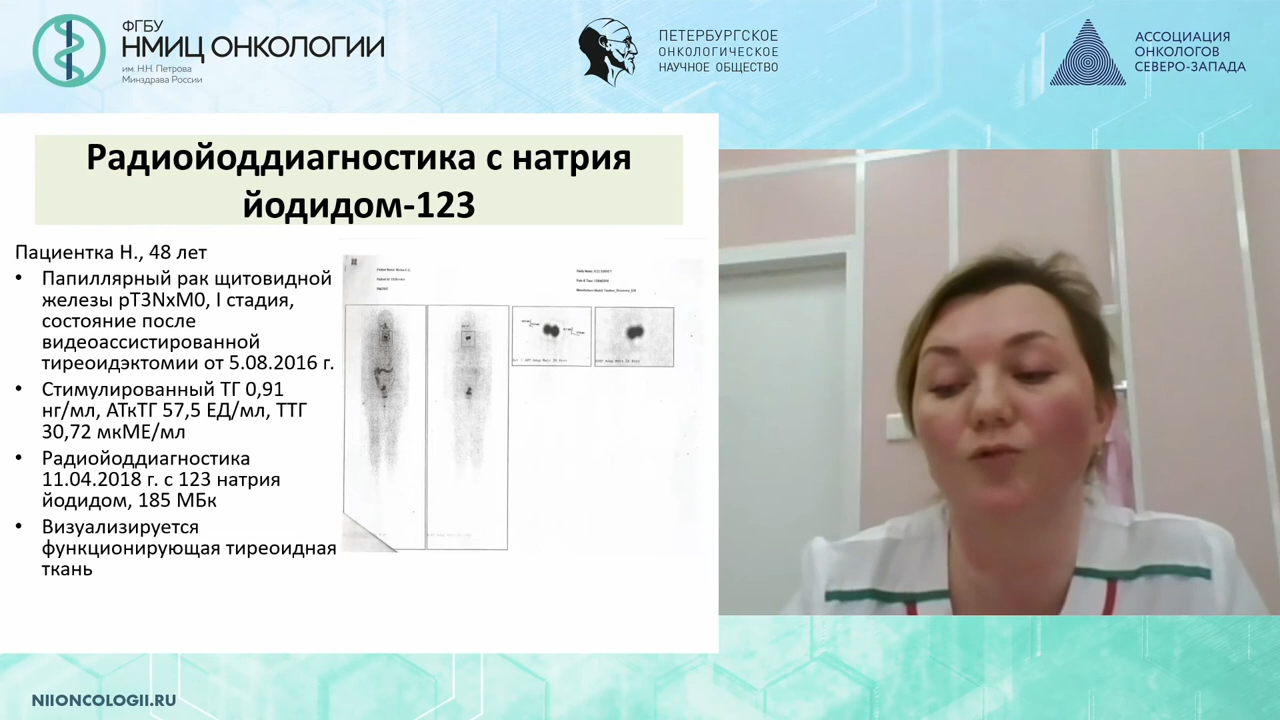 ФГБУ
НМИЦ ОНКОЛОГИИ
им. Н.Н. Петрова
Минздрава России
ПЕТЕРБУРГСКОЕ
ОНКОЛОГИЧЕСКОЕ
НАУЧНОЕ ОБЩЕСТВО
АССОЦИАЦИЯ
ОНКОЛОГОВ
СЕВЕРО-ЗАПАДА
Радиойоддиагностика с натрия
йодидом-123
Пациентка Н., 48 лет
• Папиллярный рак щитовидной
железы pT3NxM0, I стадия,
состояние после
видеоассистированной
тиреоидэктомии от 5.08.2016 г.
• Стимулированный ТГ 0,91
нг/мл, АТкТГ 57,5 ЕД/мл, ТТГ
30,72 мкМЕ/мл
• Радиойоддиагностика
11.04.2018 г. с 123 натрия
йодидом, 185 МБк
• Визуализируется
функционирующая тиреоидная
ткань
NIIONCOLOGII.RU